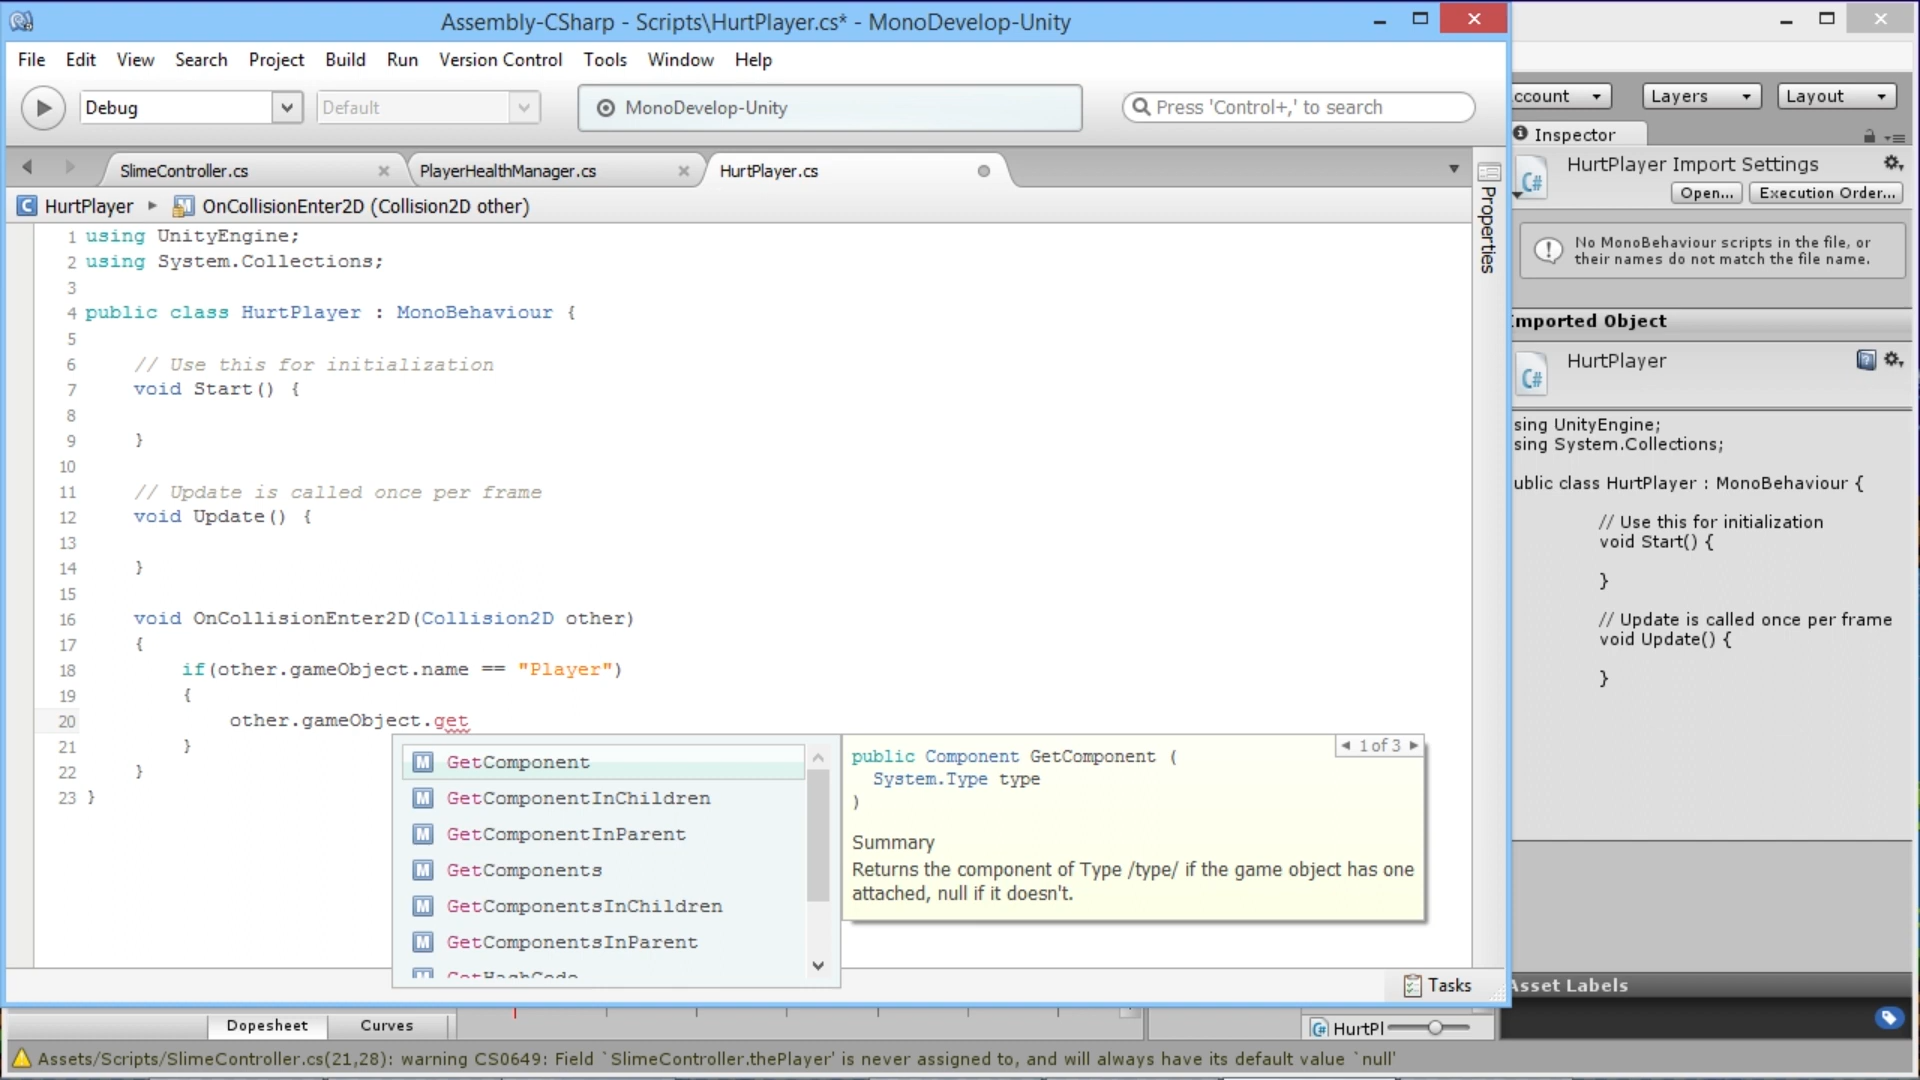 Assembly-CSharp - Scripts\HurtPlayer.cs* - MonoDevelop-Unity
File Edit View Search Project Build Run Version Control Tools Window Help
Debug
Default
MonoDevelop-Unity
Press 'Control+,' to search
SlimeController.cs
PlayerHealthManager.cs
HurtPlayer.cs
HurtPlayer
OnCollisionEnter2D (Collision2D other)
1 using UnityEngine;
2 using System.Collections;
3
4 public class HurtPlayer : MonoBehaviour {
5
6 // Use this for initialization
7 void Start() {
8
9 }
10
11 // Update is called once per frame
12 void Update() {
13
14 }
15
16 void OnCollisionEnter2D(Collision2D other)
17 {
18 if(other.gameObject.name == "Player")
19 {
20 other.gameObject.get
21 }
22 }
23 }
GetComponent
GetComponentInChildren
GetComponentInParent
GetComponents
GetComponentsInChildren
GetComponentsInParent
GetHashCode
1 of 3
public Component GetComponent (
System.Type type
)
Summary
Returns the component of Type /type/ if the game object has one
attached, null if it doesn't.
Properties
Tasks
ccount
Layers
Layout
Inspector
HurtPlayer Import Settings
Open...
Execution Order...
No MonoBehaviour scripts in the file, or
their names do not match the file name.
Imported Object
HurtPlayer
sing UnityEngine;
sing System.Collections;
ublic class HurtPlayer : MonoBehaviour {
// Use this for initialization
void Start() {
}
// Update is called once per frame
void Update() {
}
Asset Labels
Dopesheet
Curves
HurtPl
Assets/Scripts/SlimeController.cs(21,28): warning CS0649: Field `SlimeController.thePlayer' is never assigned to, and will always have its default value `null'